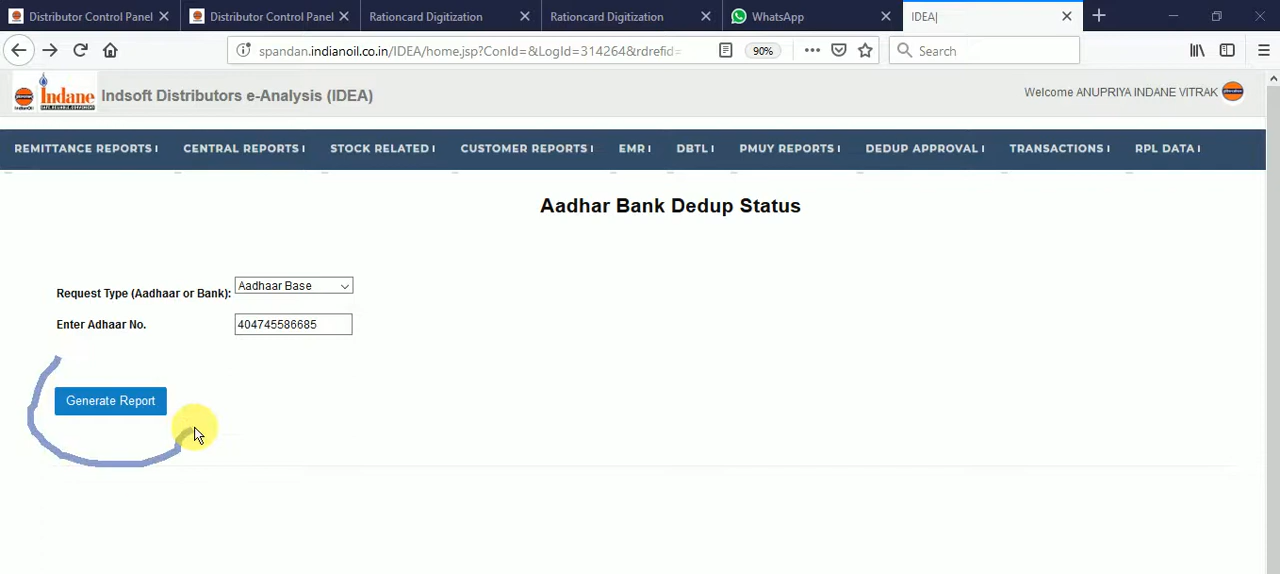 Distributor Control Panel
Distributor Control Panel
Rationcard Digitization
Rationcard Digitization
WhatsApp
IDEA|
spandan.indianoil.co.in/IDEA/home.jsp?ConId=&LogId=314264&rdrefid=
90%
Search
Indane
Indsoft Distributors e-Analysis (IDEA)
Welcome ANUPRIYA INDANE VITRAK
REMITTANCE REPORTS CENTRAL REPORTS STOCK RELATED CUSTOMER REPORTS EMR DBTL PMUY REPORTS DEDUP APPROVAL TRANSACTIONS RPL DATA
Aadhar Bank Dedup Status
Request Type (Aadhaar or Bank): Aadhaar Base
Enter Adhaar No. 404745586685
Generate Report